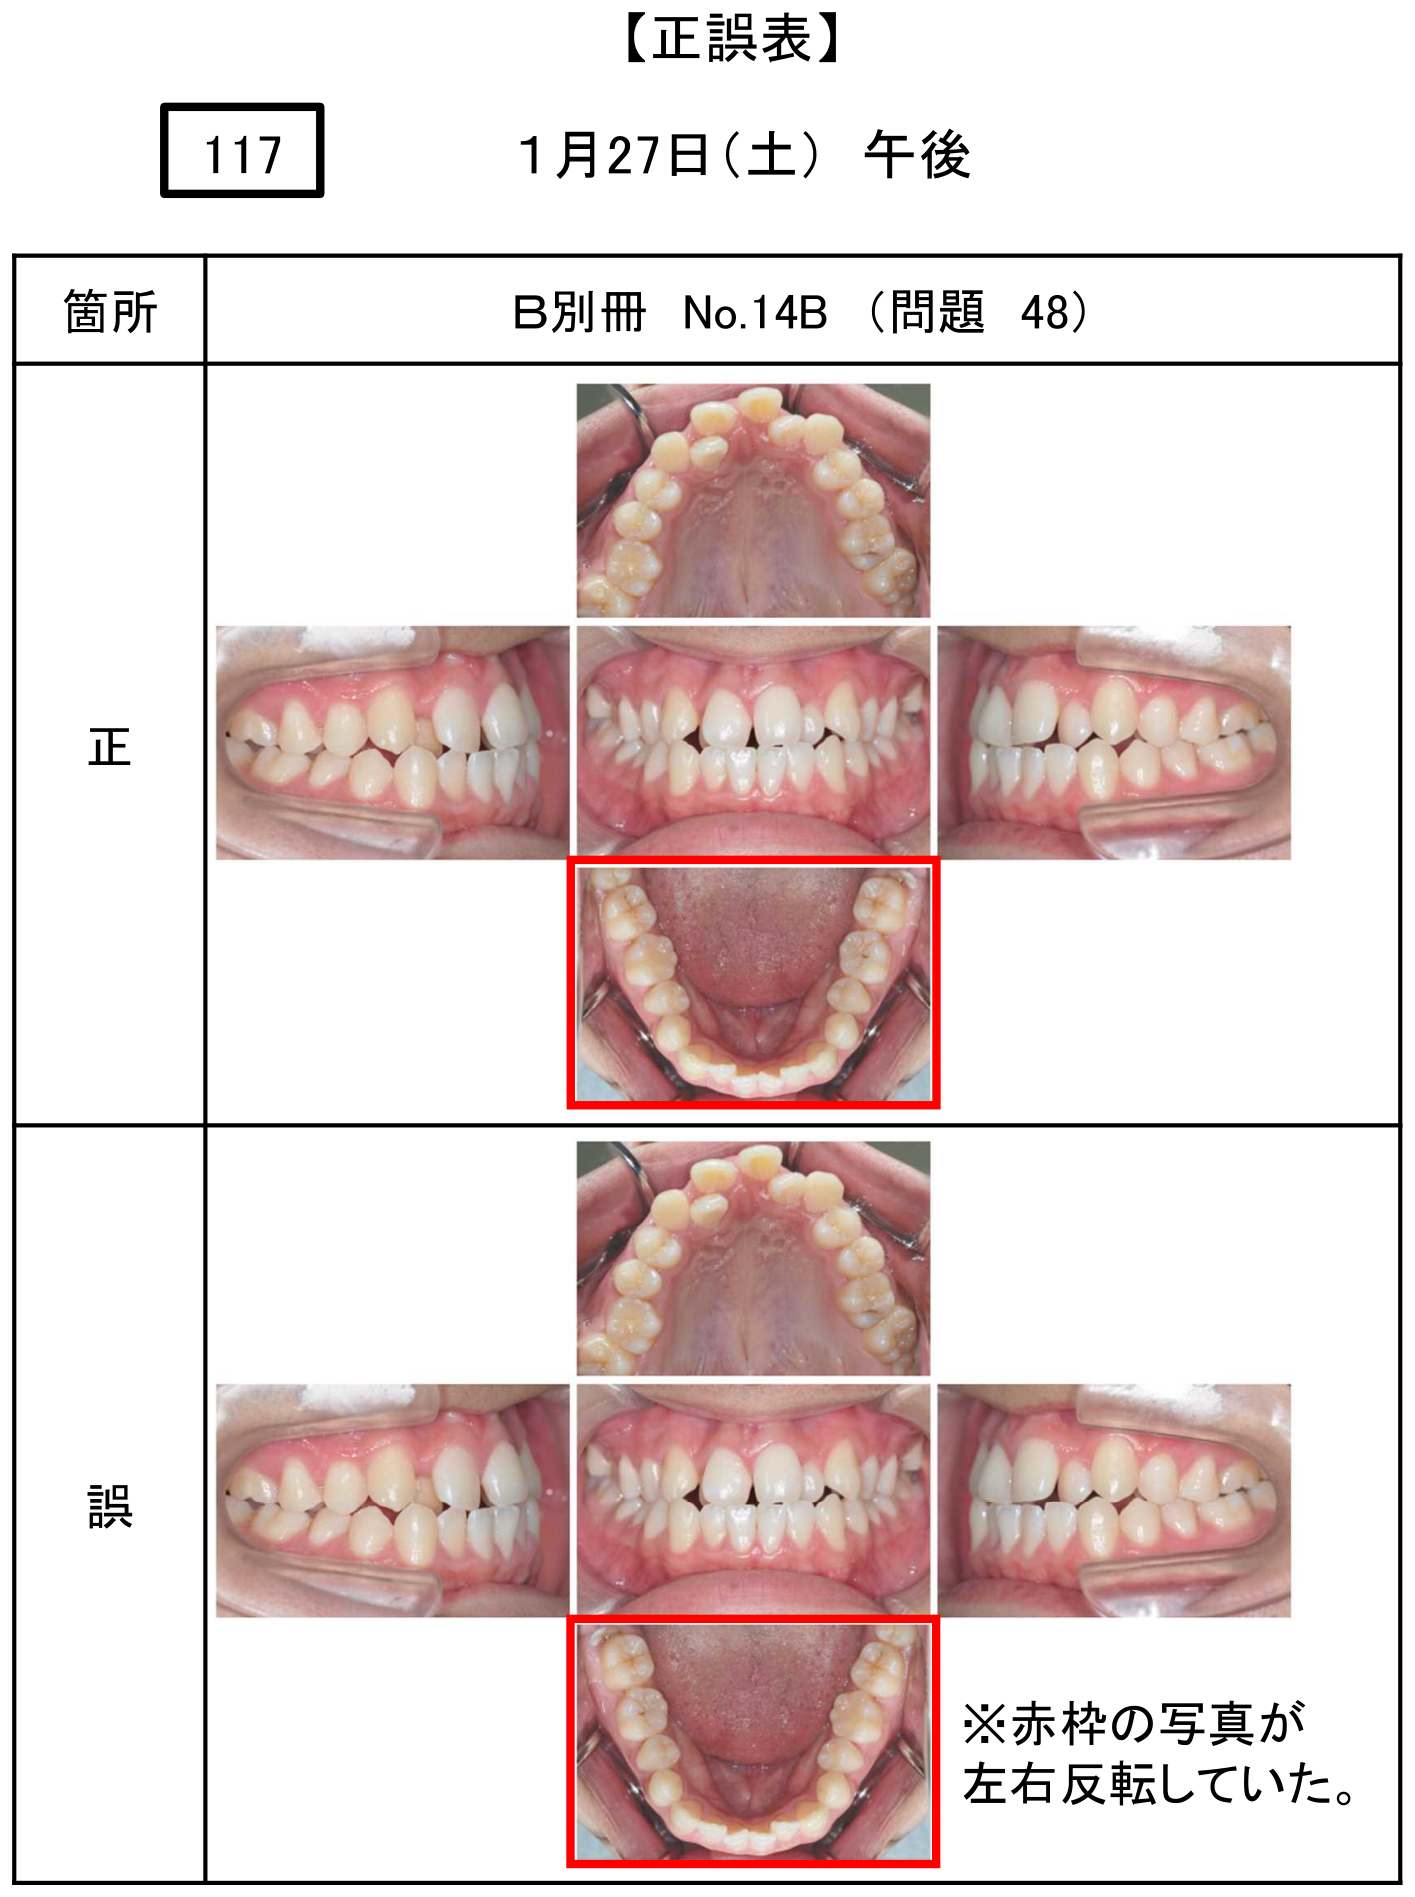 【正誤表】
117
１月27日（土）　午後
箇所
Ｂ別冊　No.14B　（問題　48）
正
誤
※赤枠の写真が
左右反転していた。